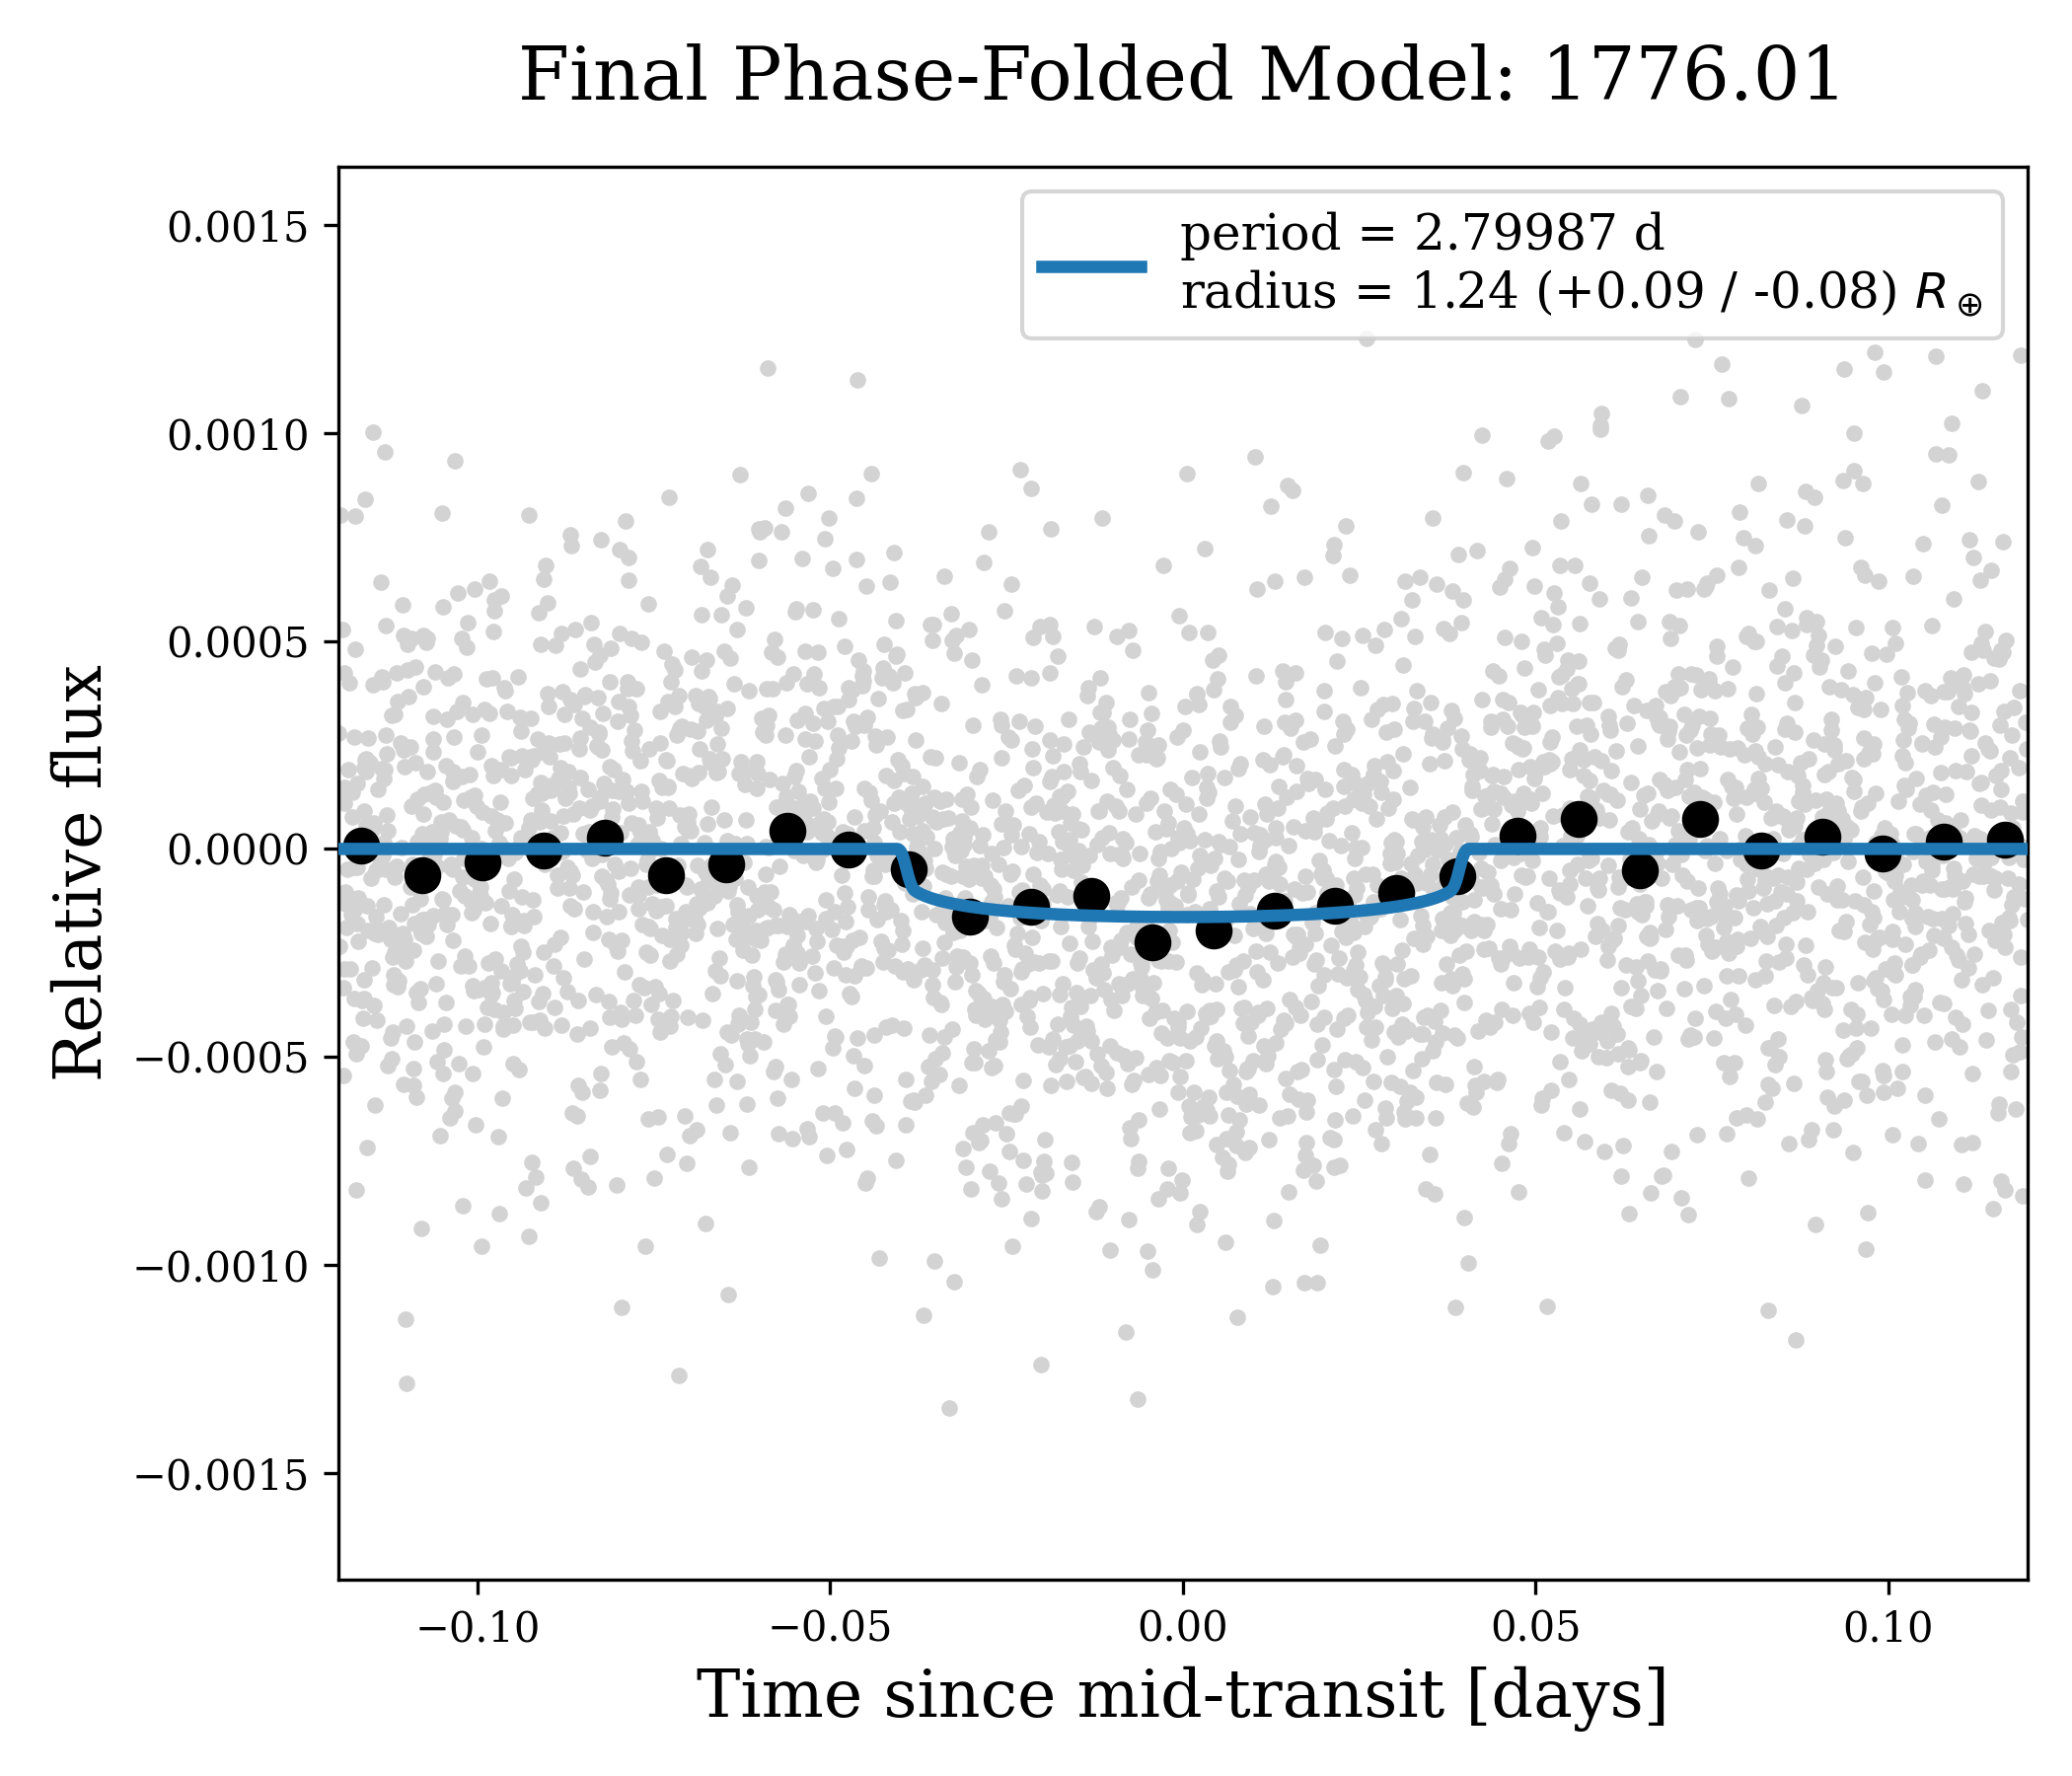 Final Phase-Folded Model: 1776.01
period = 2.79987 d
radius = 1.24 (+0.09 / -0.08) R⊕
0.0015
0.0010
0.0005
0.0000
−0.0005
−0.0010
−0.0015
Relative flux
−0.10 −0.05 0.00 0.05 0.10
Time since mid-transit [days]